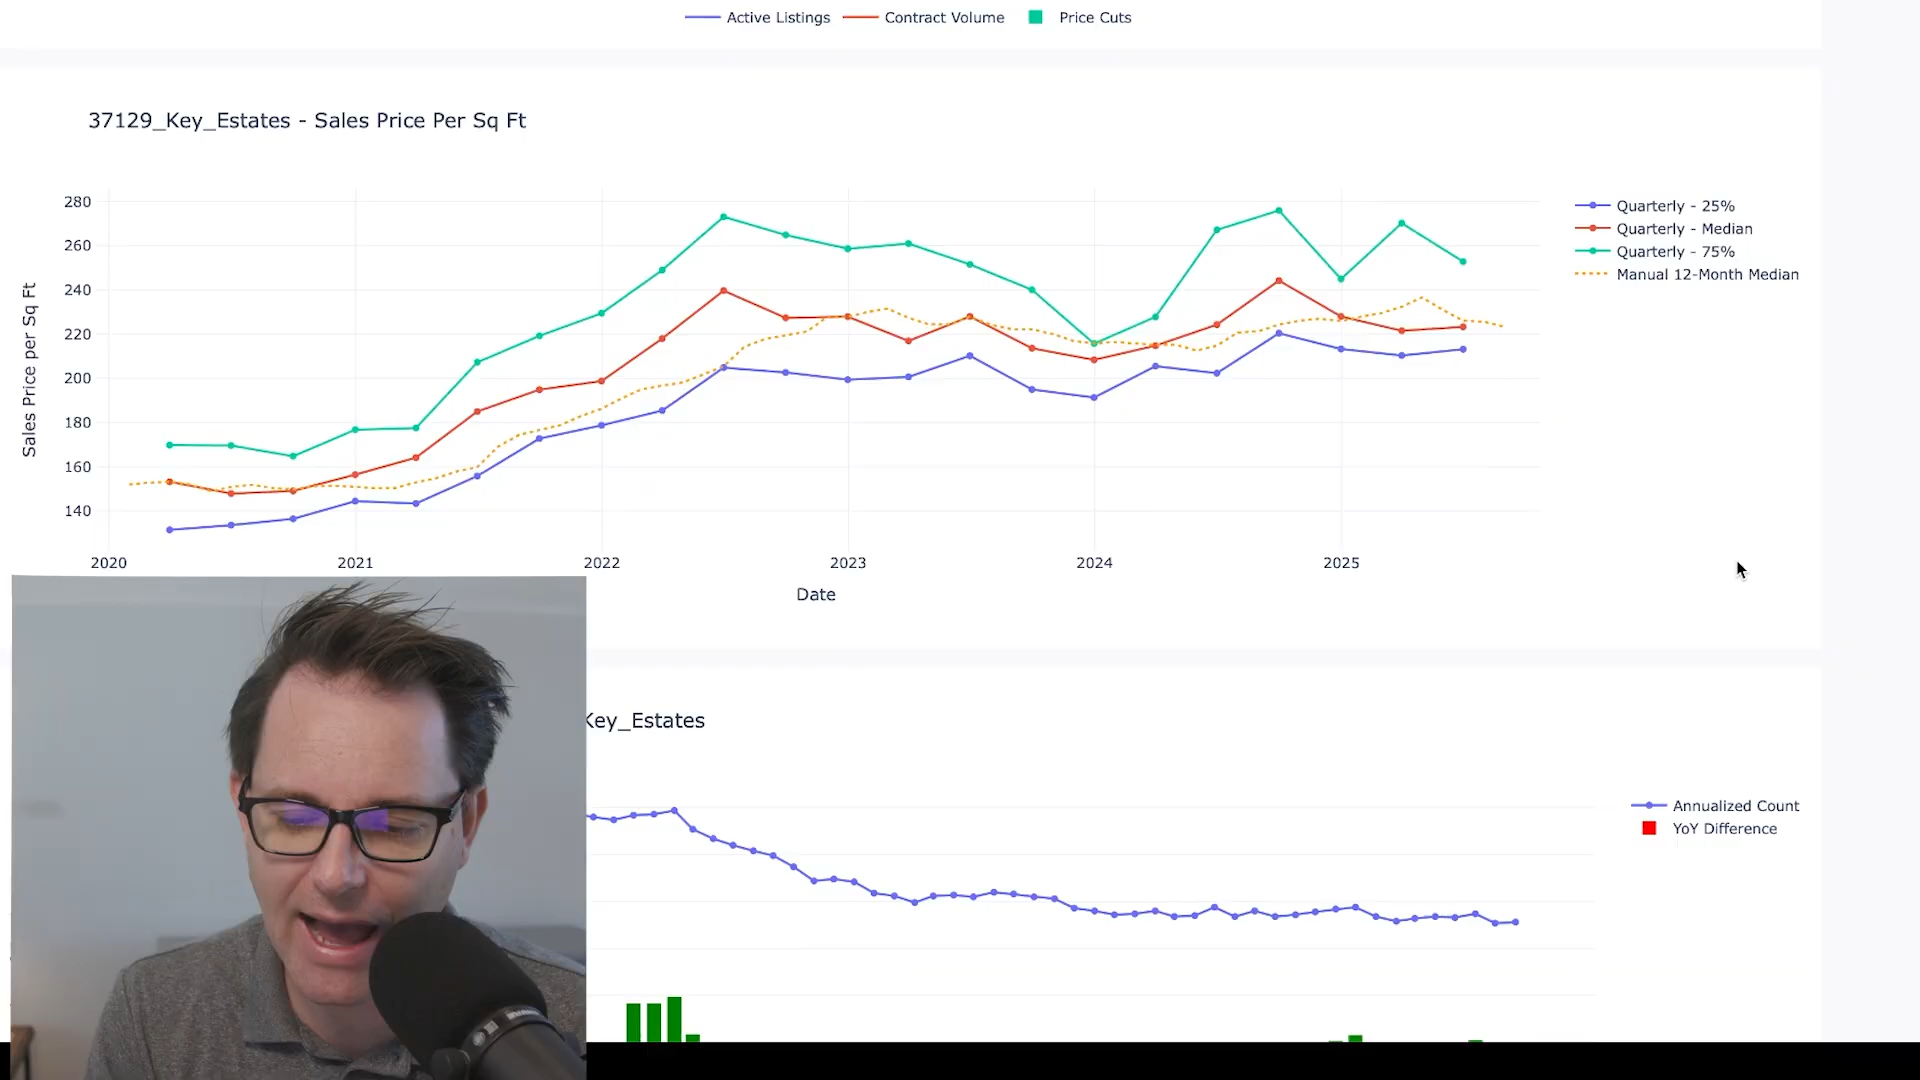 Active Listings Contract Volume Price Cuts
37129_Key_Estates - Sales Price Per Sq Ft
280
260
240
220
200
180
160
140
Sales Price per Sq Ft
2020 2021 2022 2023 2024 2025
Date
Quarterly - 25%
Quarterly - Median
Quarterly - 75%
Manual 12-Month Median
Key_Estates
Annualized Count
YoY Difference